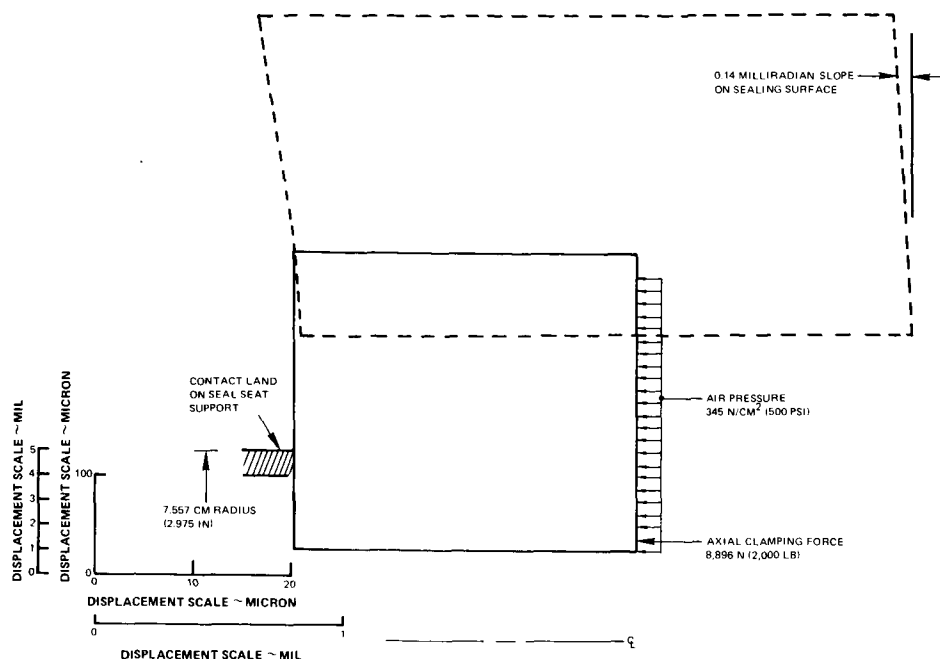 0.14 MILLIRADIAN SLOPE
ON SEALING SURFACE
CONTACT LAND
ON SEAL SEAT
SUPPORT
AIR PRESSURE
345 N/CM² (500 PSI)
7.557 CM RADIUS
(2.975 IN)
AXIAL CLAMPING FORCE
8,896 N (2,000 LB)
DISPLACEMENT SCALE ~ MIL
5
4
3
2
1
0
DISPLACEMENT SCALE ~ MICRON
100
0
0 10 20
DISPLACEMENT SCALE ~ MICRON
0 1
DISPLACEMENT SCALE ~ MIL
℄